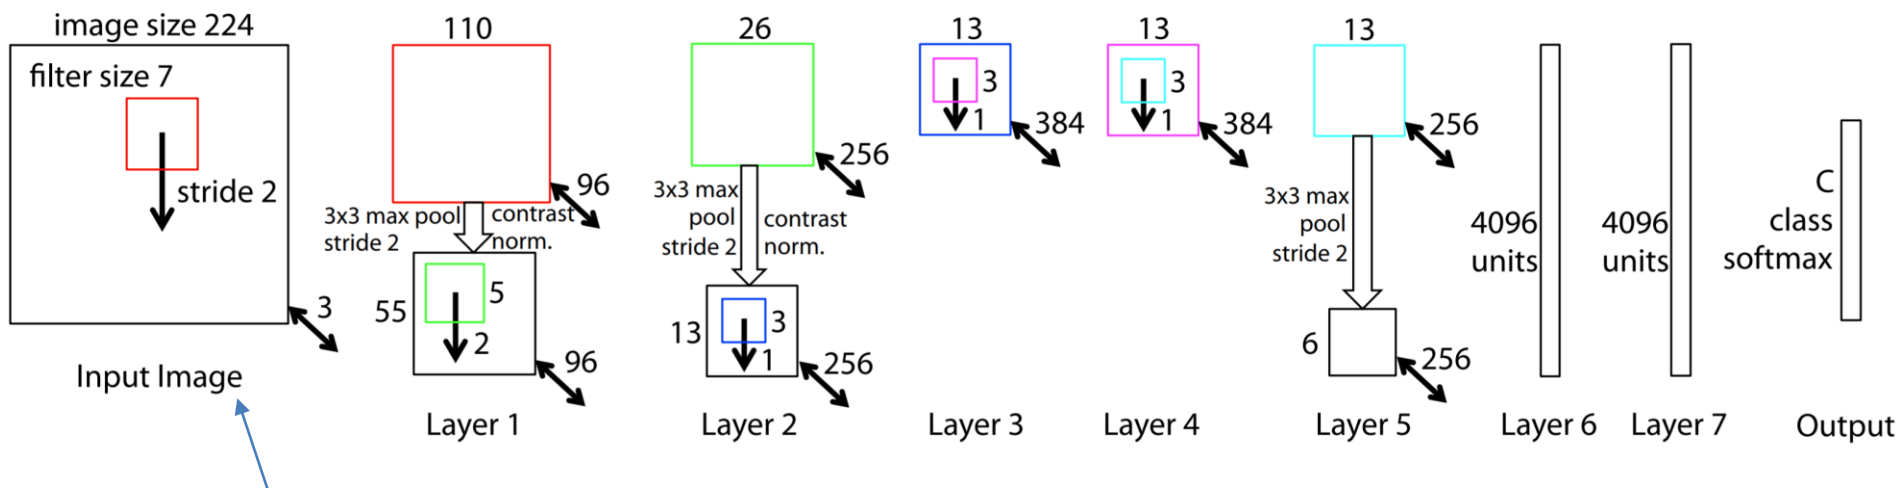 image size 224
filter size 7
stride 2
3
Input Image
110
96
3x3 max pool
stride 2
contrast
norm.
55
5
2
96
Layer 1
26
256
3x3 max
pool
stride 2
contrast
norm.
13
3
1
256
Layer 2
13
3
1
384
Layer 3
13
3
1
384
Layer 4
13
256
3x3 max
pool
stride 2
6
256
Layer 5
4096
units
Layer 6
4096
units
Layer 7
C
class
softmax
Output